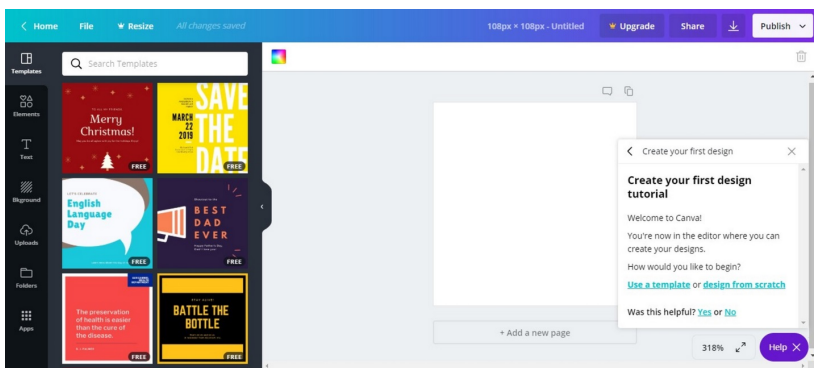 Home File Resize All changes saved 108px × 108px - Untitled Upgrade Share Publish
Templates
Elements
Text
Bkground
Uploads
Folders
Apps
Search Templates
Merry
Christmas!
FREE
SAVE
MARCH
22
2019
THE
DATE
FREE
English
Language
Day
FREE
BEST
DAD
EVER
FREE
The preservation
of health is easier
than the cure of
the disease.
FREE
BATTLE THE
BOTTLE
FREE
+ Add a new page
Create your first design
Create your first design
tutorial
Welcome to Canva!
You're now in the editor where you can
create your designs.
How would you like to begin?
Use a template or design from scratch
Was this helpful? Yes or No
318% Help